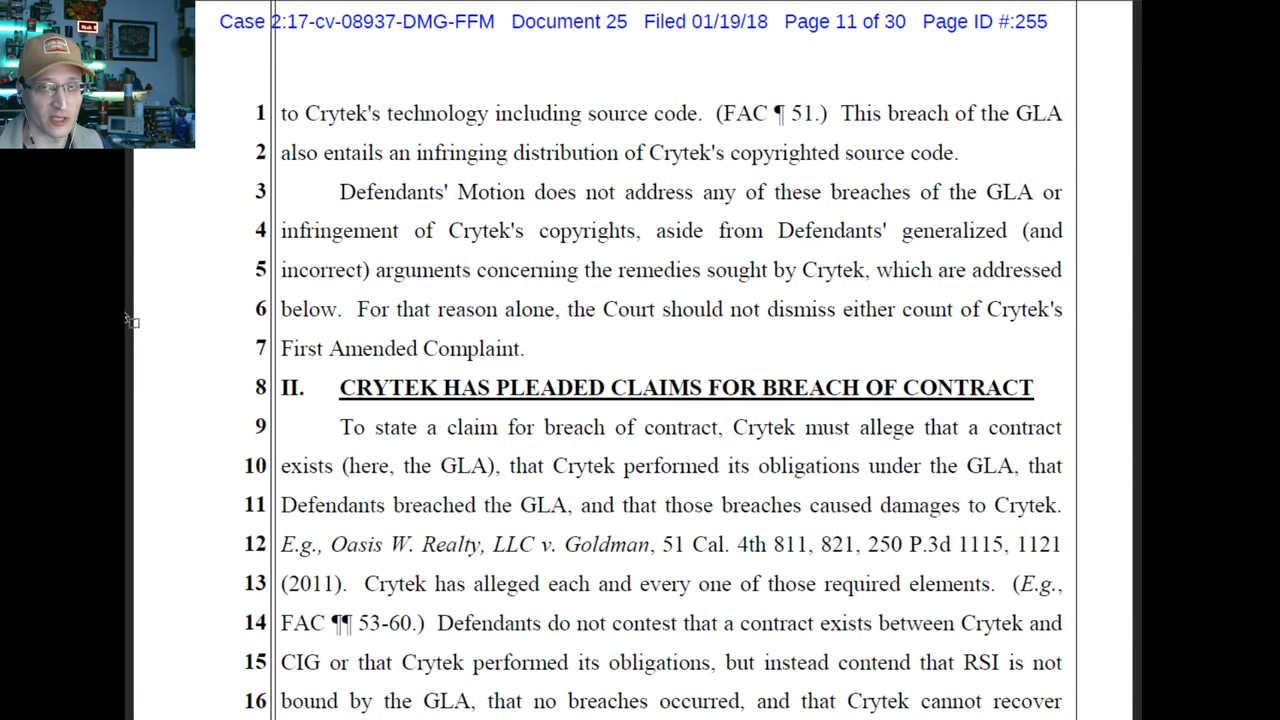 Case 2:17-cv-08937-DMG-FFM Document 25 Filed 01/19/18 Page 11 of 30 Page ID #:255
1 to Crytek's technology including source code. (FAC ¶ 51.) This breach of the GLA
2 also entails an infringing distribution of Crytek's copyrighted source code.
3 Defendants' Motion does not address any of these breaches of the GLA or
4 infringement of Crytek's copyrights, aside from Defendants' generalized (and
5 incorrect) arguments concerning the remedies sought by Crytek, which are addressed
6 below. For that reason alone, the Court should not dismiss either count of Crytek's
7 First Amended Complaint.
8 II. CRYTEK HAS PLEADED CLAIMS FOR BREACH OF CONTRACT
9 To state a claim for breach of contract, Crytek must allege that a contract
10 exists (here, the GLA), that Crytek performed its obligations under the GLA, that
11 Defendants breached the GLA, and that those breaches caused damages to Crytek.
12 E.g., Oasis W. Realty, LLC v. Goldman, 51 Cal. 4th 811, 821, 250 P.3d 1115, 1121
13 (2011). Crytek has alleged each and every one of those required elements. (E.g.,
14 FAC ¶¶ 53-60.) Defendants do not contest that a contract exists between Crytek and
15 CIG or that Crytek performed its obligations, but instead contend that RSI is not
16 bound by the GLA, that no breaches occurred, and that Crytek cannot recover